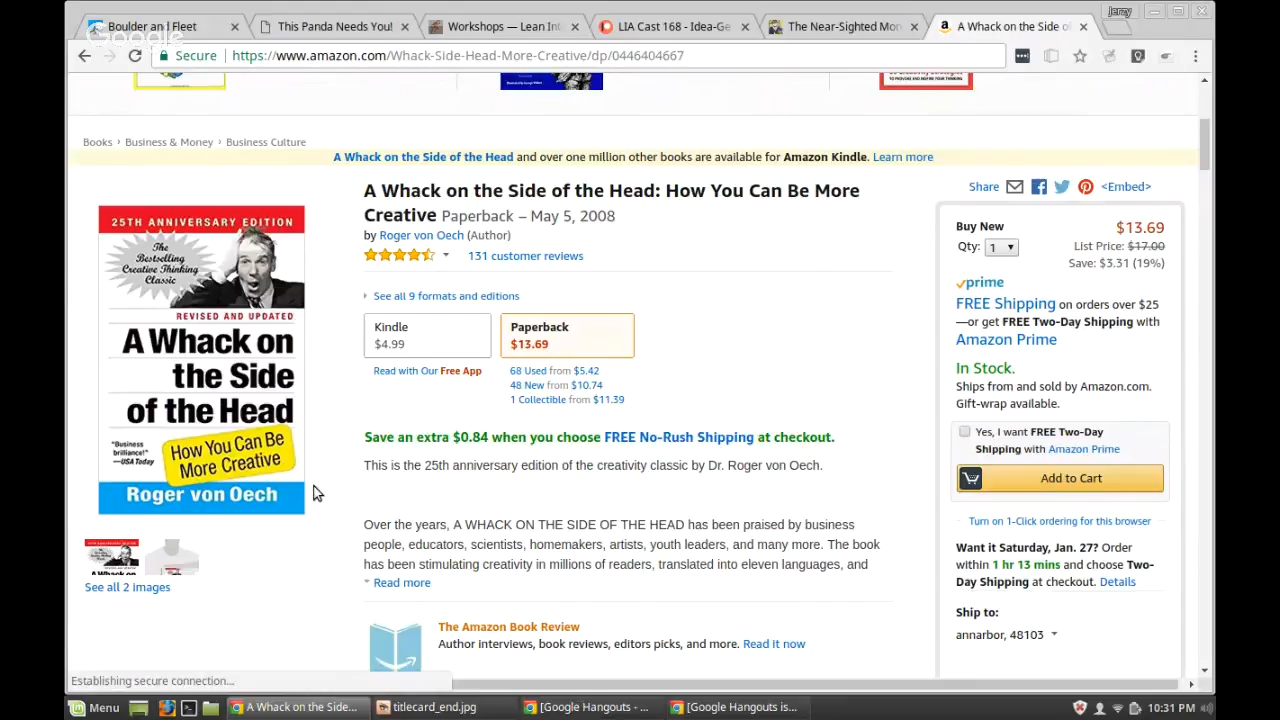 Jerry
Boulder and Fleet
This Panda Needs You!
Workshops — Lean Int
LIA Cast 168 - Idea-Ge
The Near-Sighted Mor
A Whack on the Side of
Google
Secure
https://www.amazon.com/Whack-Side-Head-More-Creative/dp/0446404667
Books › Business & Money › Business Culture
A Whack on the Side of the Head and over one million other books are available for Amazon Kindle. Learn more
25TH ANNIVERSARY EDITION
The
Bestselling
Creative Thinking
Classic
REVISED AND UPDATED
A Whack on
the Side
of the Head
"Business
brilliance!"
—USA Today
How You Can Be
More Creative
Roger von Oech
See all 2 images
A Whack on the Side of the Head: How You Can Be More
Creative Paperback – May 5, 2008
by Roger von Oech (Author)
131 customer reviews
See all 9 formats and editions
Kindle
$4.99
Paperback
$13.69
Read with Our Free App
68 Used from $5.42
48 New from $10.74
1 Collectible from $11.39
Save an extra $0.84 when you choose FREE No-Rush Shipping at checkout.
This is the 25th anniversary edition of the creativity classic by Dr. Roger von Oech.
Over the years, A WHACK ON THE SIDE OF THE HEAD has been praised by business
people, educators, scientists, homemakers, artists, youth leaders, and many more. The book
has been stimulating creativity in millions of readers, translated into eleven languages, and
Read more
The Amazon Book Review
Author interviews, book reviews, editors picks, and more. Read it now
Share <Embed>
Buy New $13.69
Qty: 1 List Price: $17.00
Save: $3.31 (19%)
prime
FREE Shipping on orders over $25
—or get FREE Two-Day Shipping with
Amazon Prime
In Stock.
Ships from and sold by Amazon.com.
Gift-wrap available.
Yes, I want FREE Two-Day
Shipping with Amazon Prime
Add to Cart
Turn on 1-Click ordering for this browser
Want it Saturday, Jan. 27? Order
within 1 hr 13 mins and choose Two-
Day Shipping at checkout. Details
Ship to:
annarbor, 48103
Establishing secure connection...
Menu
A Whack on the Side...
titlecard_end.jpg
[Google Hangouts - ...
[Google Hangouts is...
10:31 PM